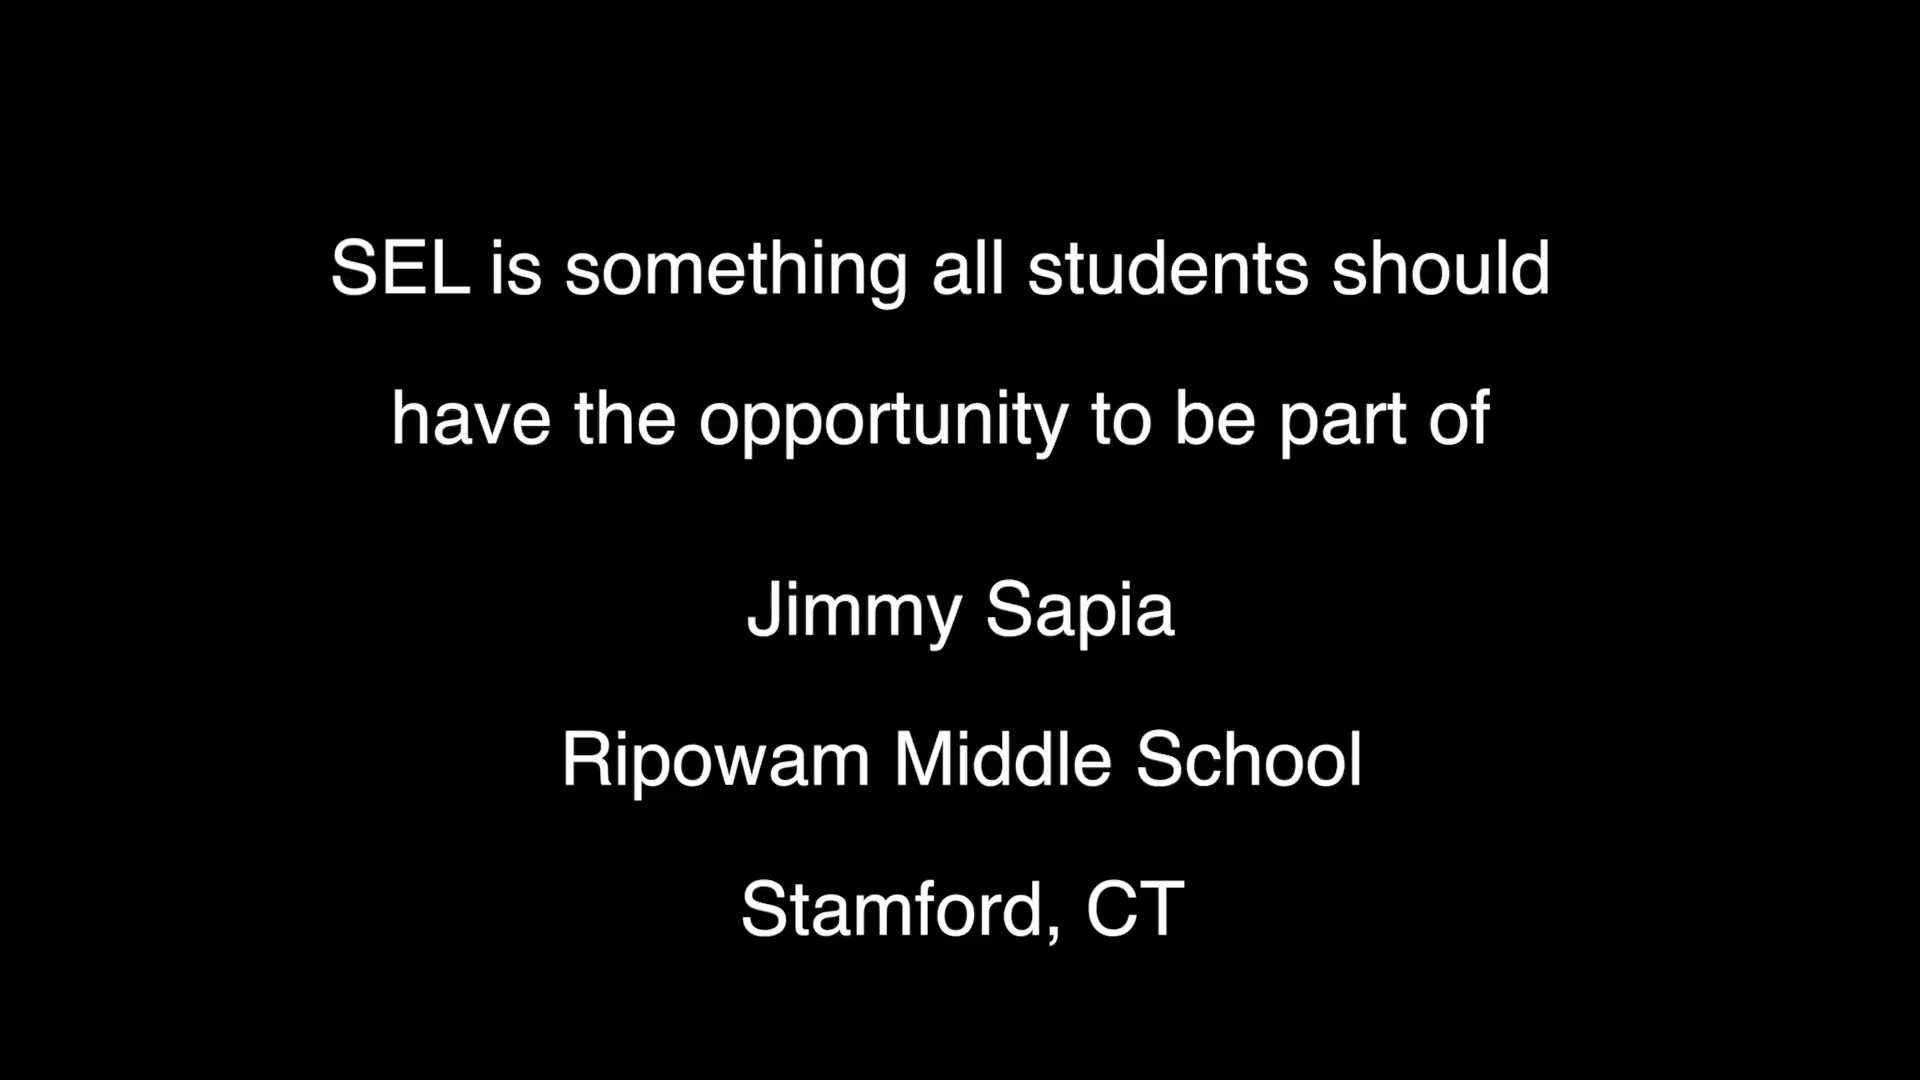 SEL is something all students should
have the opportunity to be part of
Jimmy Sapia
Ripowam Middle School
Stamford, CT